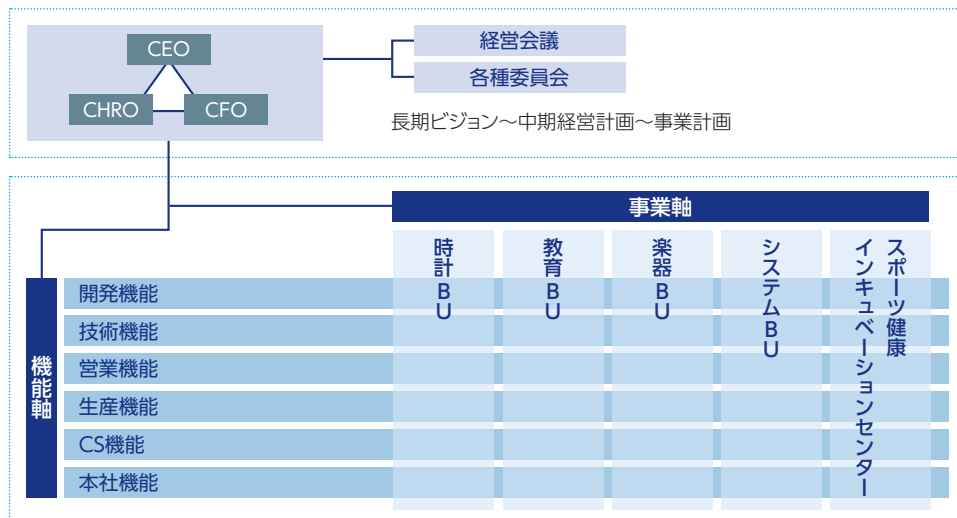 CEO
CHRO
CFO
経営会議
各種委員会
長期ビジョン～中期経営計画～事業計画
事業軸
時計BU
教育BU
楽器BU
システムBU
スポーツ健康
インキュベーションセンター
機能軸
開発機能
技術機能
営業機能
生産機能
CS機能
本社機能